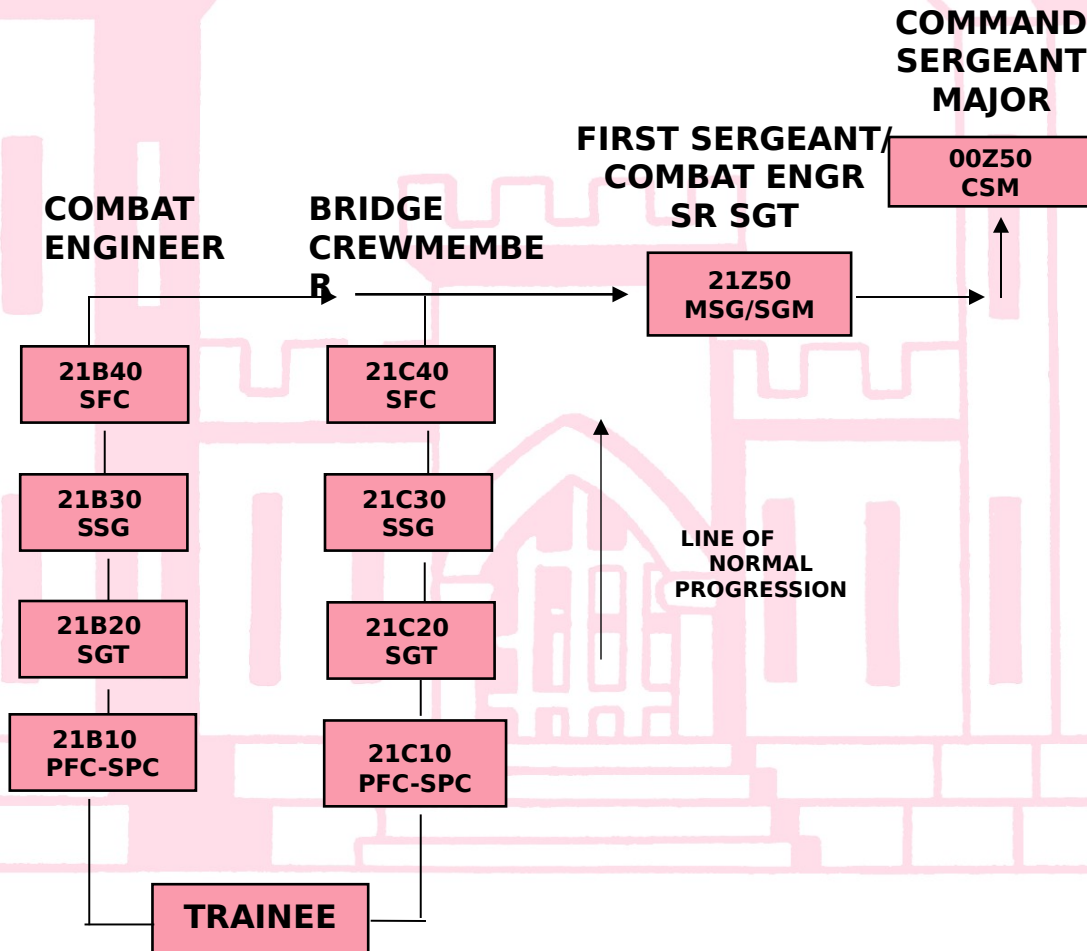 COMMAND
SERGEANT
MAJOR
00Z50
CSM
FIRST SERGEANT/
COMBAT ENGR
SR SGT
21Z50
MSG/SGM
COMBAT
ENGINEER
BRIDGE
CREWMEMBE
R
21B40
SFC
21C40
SFC
21B30
SSG
21C30
SSG
LINE OF
NORMAL
PROGRESSION
21B20
SGT
21C20
SGT
21B10
PFC-SPC
21C10
PFC-SPC
TRAINEE